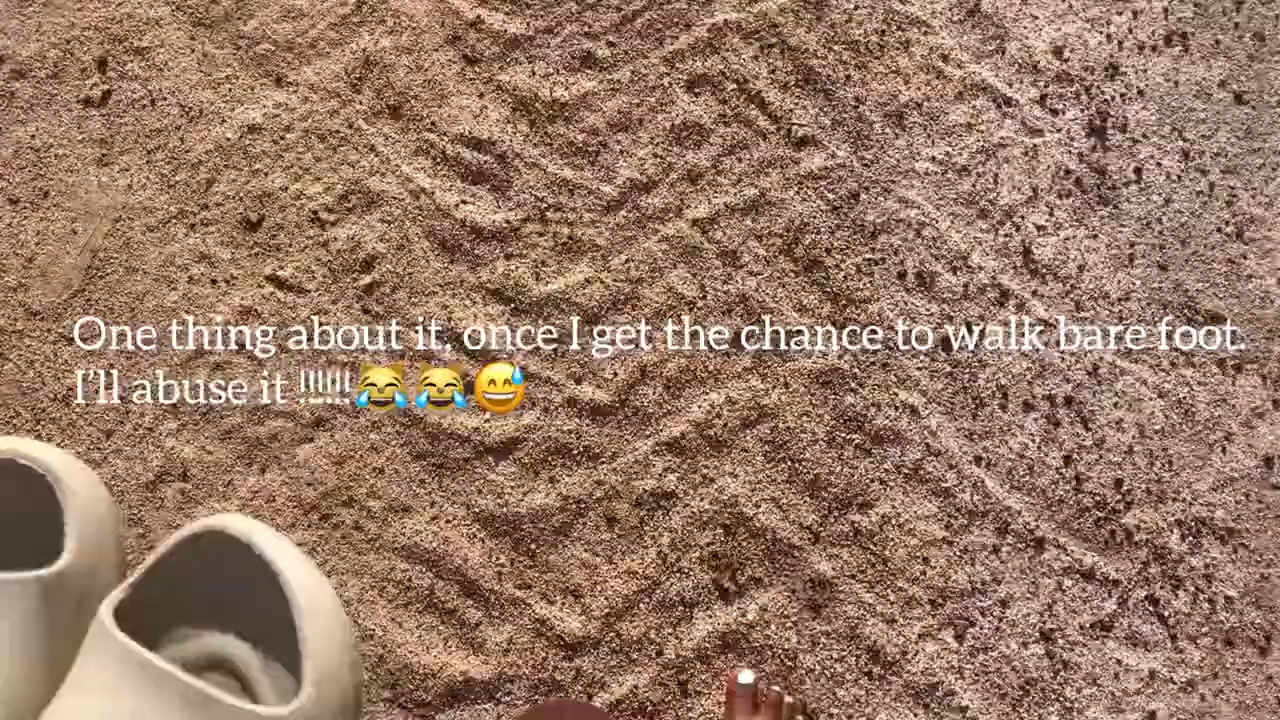 One thing about it, once I get the chance to walk bare foot.
I'll abuse it !!!!!!😹😹😅